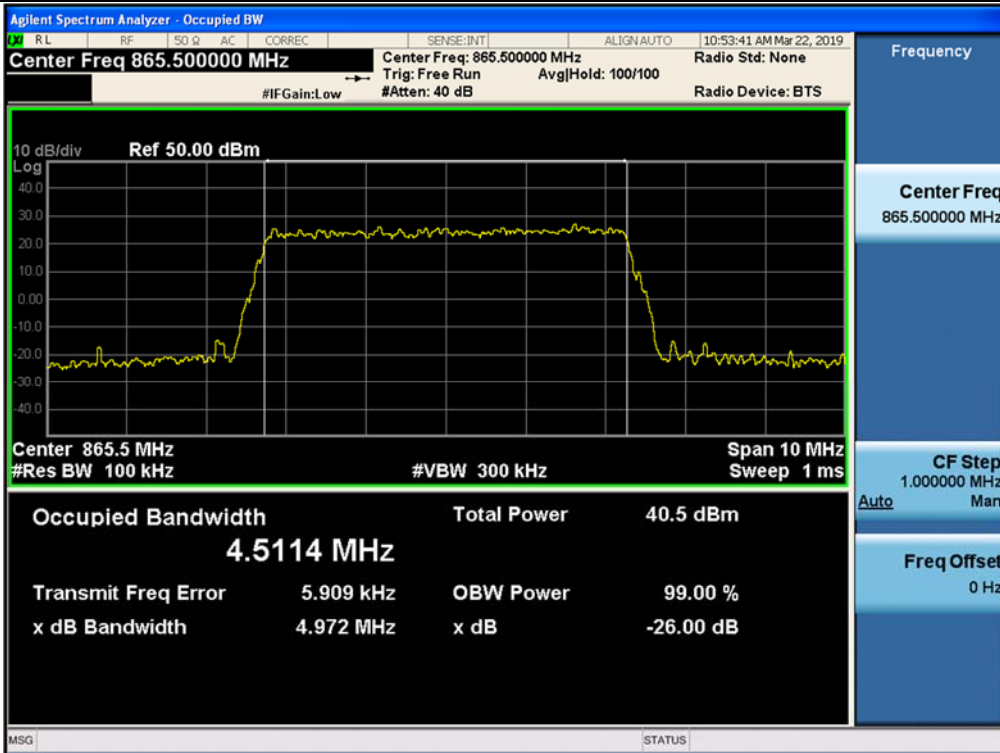 Agilent Spectrum Analyzer - Occupied BW
LXI RL RF 50 Ω AC CORREC SENSE:INT ALIGNAUTO 10:53:41 AM Mar 22, 2019
Center Freq 865.500000 MHz
Center Freq: 865.500000 MHz
Radio Std: None
Trig: Free Run Avg|Hold: 100/100
#IFGain:Low #Atten: 40 dB
Radio Device: BTS
Frequency
10 dB/div Ref 50.00 dBm
Log
40.0
30.0
20.0
10.0
0.00
-10.0
-20.0
-30.0
-40.0
Center 865.5 MHz Span 10 MHz
#Res BW 100 kHz #VBW 300 kHz Sweep 1 ms
Center Freq
865.500000 MHz
CF Step
1.000000 MHz
Auto Man
Freq Offset
0 Hz
Occupied Bandwidth Total Power 40.5 dBm
4.5114 MHz
Transmit Freq Error 5.909 kHz OBW Power 99.00 %
x dB Bandwidth 4.972 MHz x dB -26.00 dB
MSG STATUS